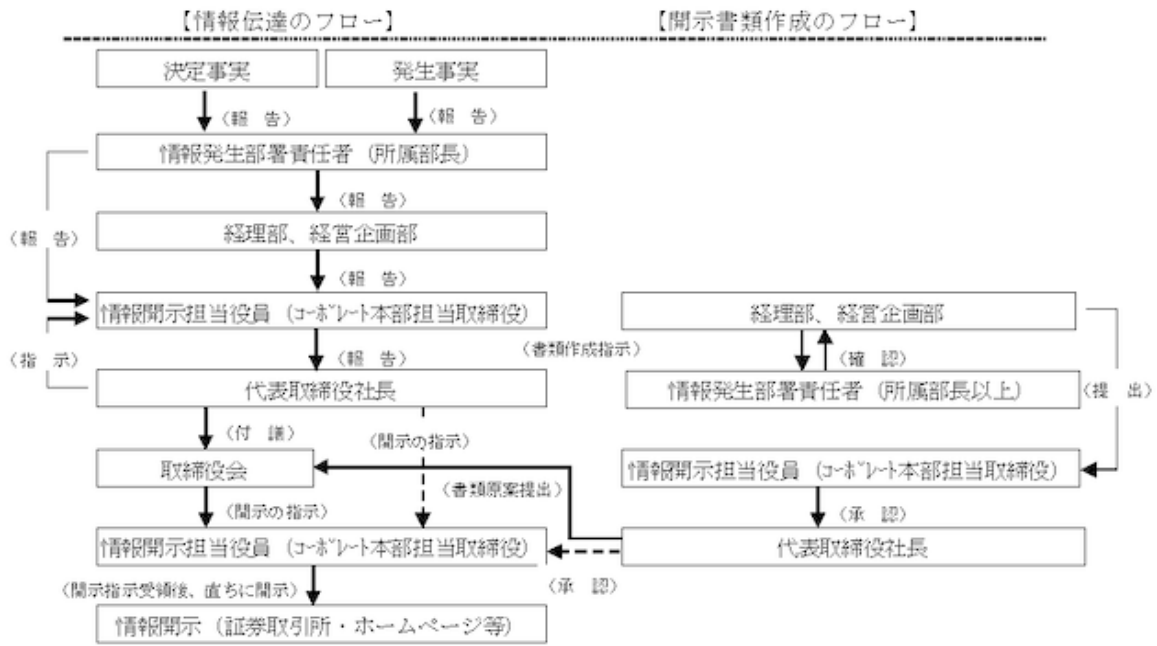 【情報伝達のフロー】
【開示書類作成のフロー】
決定事実
発生事実
（報　告）
（報　告）
情報発生部署責任者（所属部長）
（報　告）
経理部、経営企画部
（報　告）
（報　告）
情報開示担当役員（ｺｰﾎﾟﾚｰﾄ本部担当取締役）
（指　示）
（報　告）
代表取締役社長
（付　議）
（開示の指示）
取締役会
（開示の指示）
情報開示担当役員（ｺｰﾎﾟﾚｰﾄ本部担当取締役）
（開示指示受領後、直ちに開示）
情報開示（証券取引所・ホームページ等）
経理部、経営企画部
（書類作成指示）
（確　認）
情報発生部署責任者（所属部長以上）
（提　出）
情報開示担当役員（ｺｰﾎﾟﾚｰﾄ本部担当取締役）
（書類原案提出）
（承　認）
代表取締役社長
（承　認）